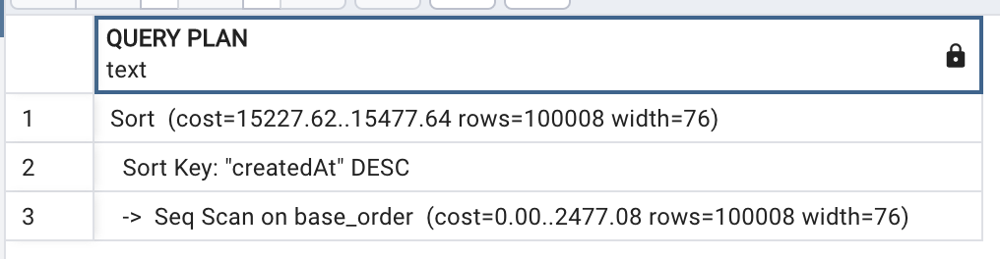 QUERY PLAN
text
1 Sort (cost=15227.62..15477.64 rows=100008 width=76)
2 Sort Key: "createdAt" DESC
3 -> Seq Scan on base_order (cost=0.00..2477.08 rows=100008 width=76)